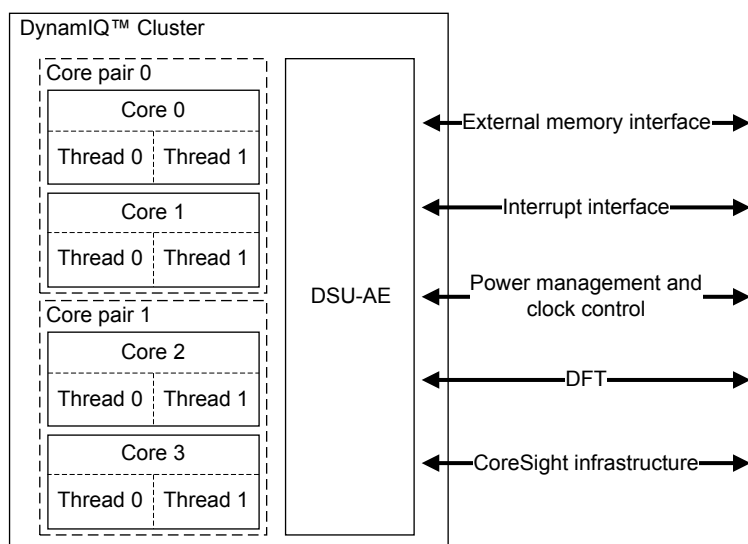 DynamIQ™ Cluster
Core pair 0
Core 0
Thread 0 Thread 1
Core 1
Thread 0 Thread 1
Core pair 1
Core 2
Thread 0 Thread 1
Core 3
Thread 0 Thread 1
DSU-AE
External memory interface
Interrupt interface
Power management and
clock control
DFT
CoreSight infrastructure